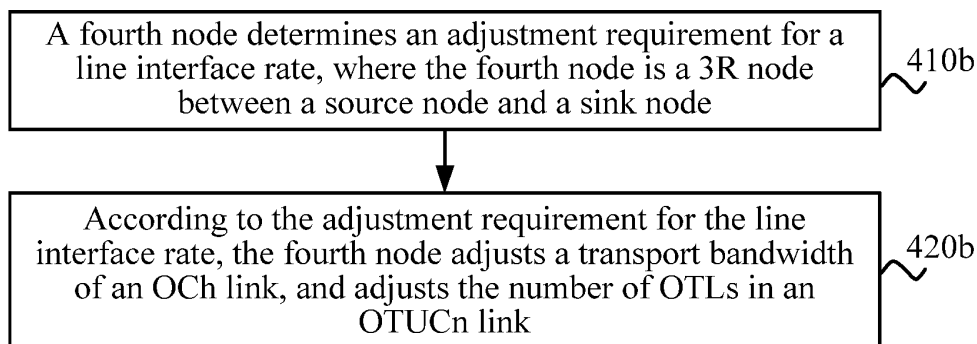 A fourth node determines an adjustment requirement for a
line interface rate, where the fourth node is a 3R node
between a source node and a sink node
410b
According to the adjustment requirement for the line
interface rate, the fourth node adjusts a transport bandwidth
of an OCh link, and adjusts the number of OTLs in an
OTUCn link
420b